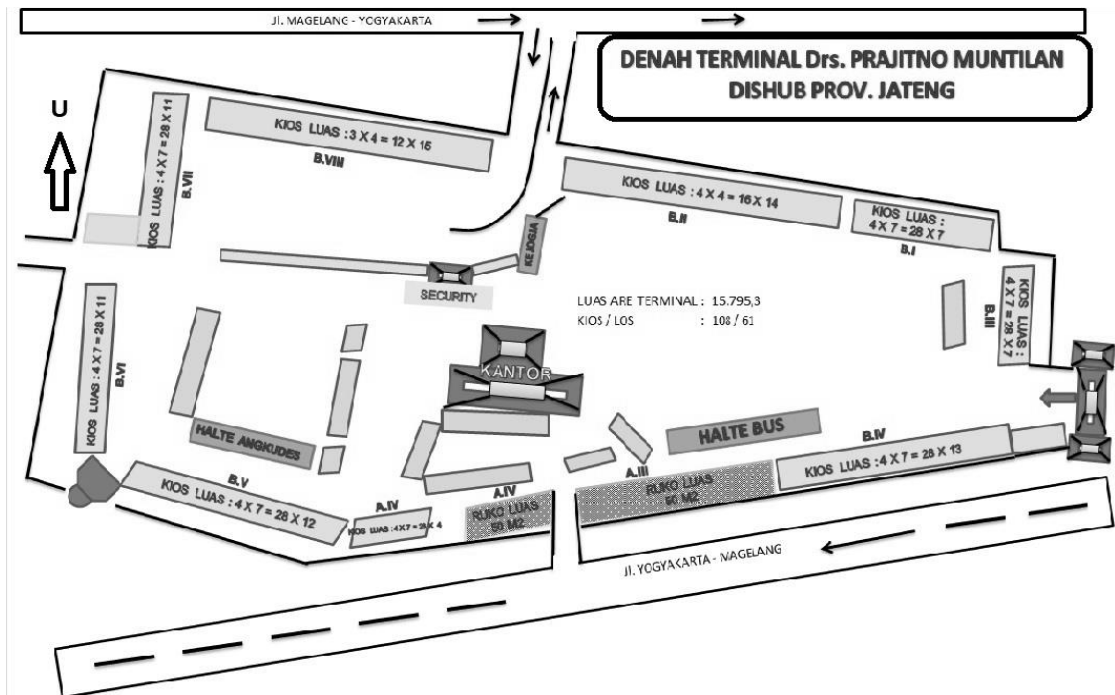 Jl. MAGELANG - YOGYAKARTA
DENAH TERMINAL Drs. PRAJITNO MUNTILAN
DISHUB PROV. JATENG
U
KIOS LUAS : 4 X 7 = 28 X 11
B.VII
KIOS LUAS : 3 X 4 = 12 X 15
B.VIII
KIOS LUAS : 4 X 4 = 16 X 14
B.II
KIOS LUAS :
4 X 7 = 28 X 7
B.I
KEJOGJA
SECURITY
LUAS ARE TERMINAL : 15.795,3
KIOS / LOS : 108 / 61
KIOS LUAS :
4 X 7 = 28 X 7
B.III
KIOS LUAS : 4 X 7 = 28 X 11
B.VI
KANTOR
HALTE ANGKUDES
HALTE BUS
B.IV
KIOS LUAS : 4 X 7 = 28 X 13
A.III
RUKO LUAS
60 M2
B.V
KIOS LUAS : 4 X 7 = 28 X 12
A.IV
KIOS LUAS : 4 X 7 = 28 X 4
A.IV
RUKO LUAS
50 M2
Jl. YOGYAKARTA - MAGELANG